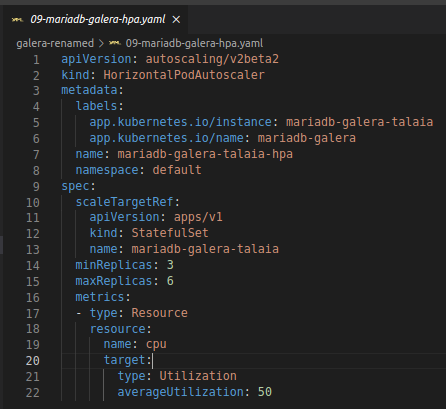 09-mariadb-galera-hpa.yaml ×
galera-renamed > 09-mariadb-galera-hpa.yaml
1 apiVersion: autoscaling/v2beta2
2 kind: HorizontalPodAutoscaler
3 metadata:
4   labels:
5     app.kubernetes.io/instance: mariadb-galera-talaia
6     app.kubernetes.io/name: mariadb-galera
7   name: mariadb-galera-talaia-hpa
8   namespace: default
9 spec:
10   scaleTargetRef:
11     apiVersion: apps/v1
12     kind: StatefulSet
13     name: mariadb-galera-talaia
14   minReplicas: 3
15   maxReplicas: 6
16   metrics:
17   - type: Resource
18     resource:
19       name: cpu
20       target:
21         type: Utilization
22         averageUtilization: 50